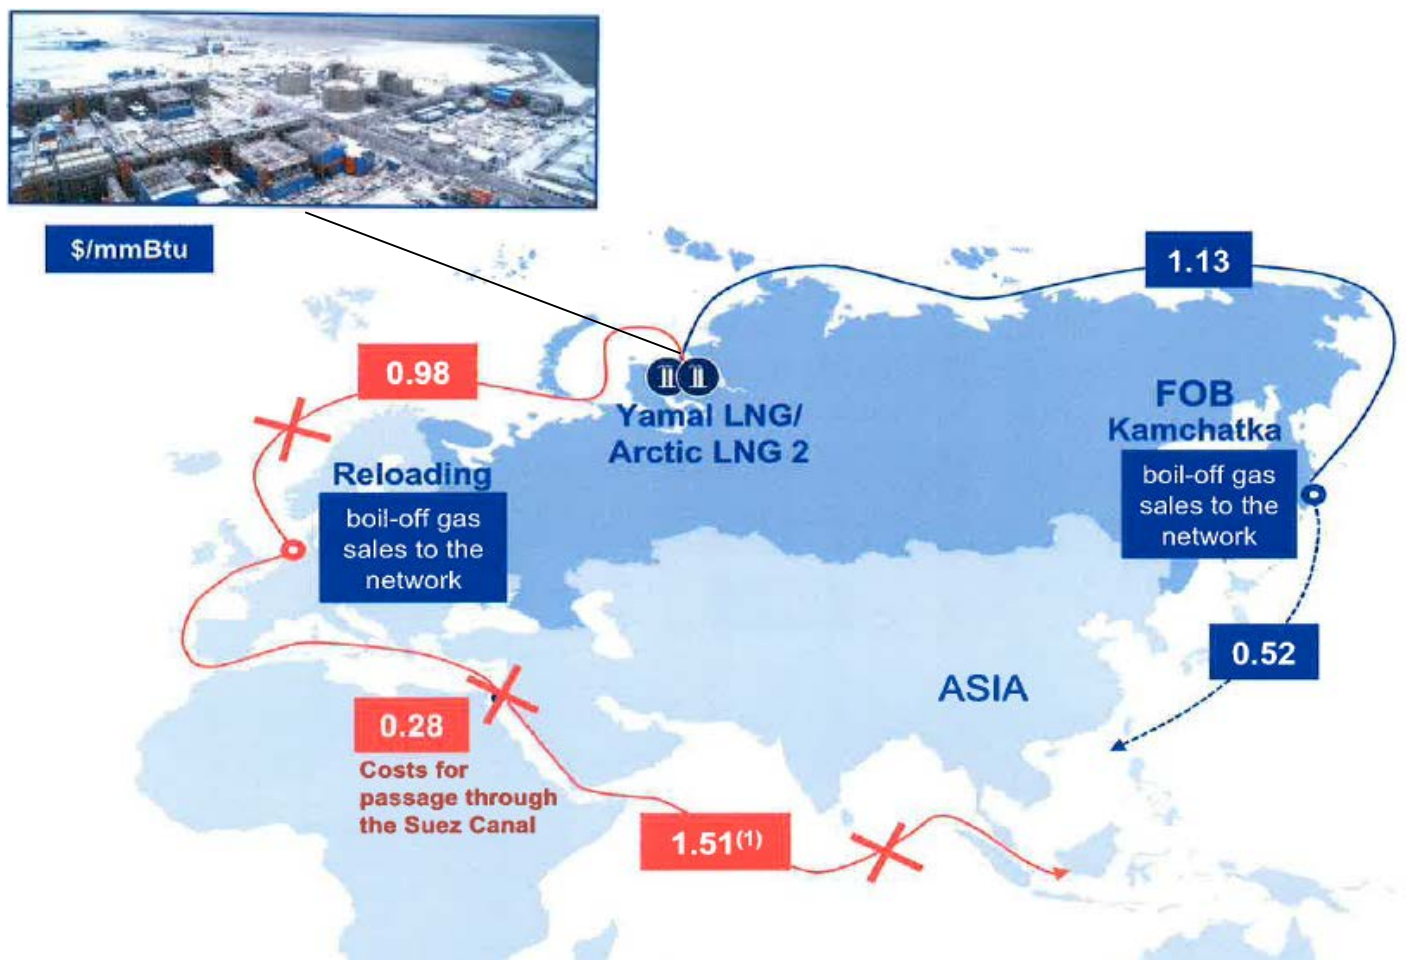 $/mmBtu
1.13
0.98
Yamal LNG/
Arctic LNG 2
FOB
Kamchatka
boil-off gas
sales to the
network
Reloading
boil-off gas
sales to the
network
0.52
ASIA
0.28
Costs for
passage through
the Suez Canal
1.51(1)